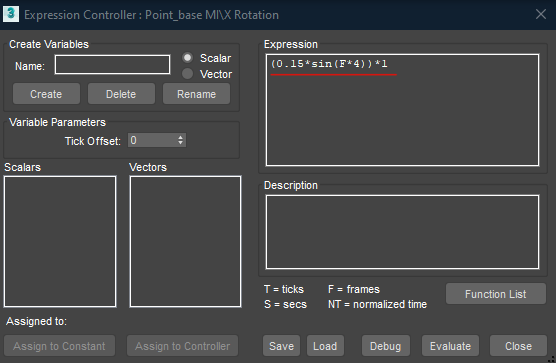 3
Expression Controller : Point_base MI\X Rotation
Create Variables
Name:
Scalar
Vector
Create
Delete
Rename
Variable Parameters
Tick Offset: 0
Scalars
Vectors
Expression
(0.15*sin(F*4))*1
Description
T = ticks F = frames
S = secs NT = normalized time
Function List
Assigned to:
Assign to Constant
Assign to Controller
Save
Load
Debug
Evaluate
Close